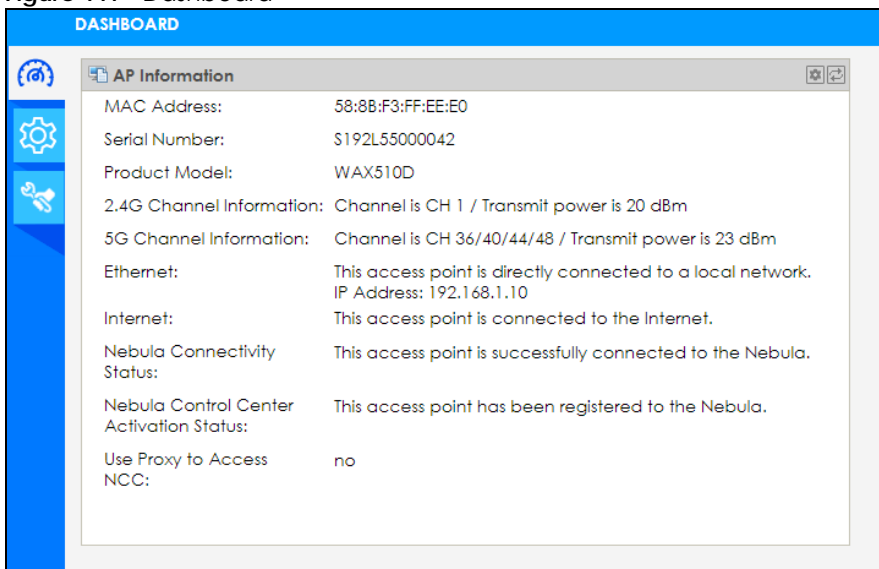 DASHBOARD
AP Information
MAC Address: 58:8B:F3:FF:EE:E0
Serial Number: S192L55000042
Product Model: WAX510D
2.4G Channel Information: Channel is CH 1 / Transmit power is 20 dBm
5G Channel Information: Channel is CH 36/40/44/48 / Transmit power is 23 dBm
Ethernet: This access point is directly connected to a local network.
IP Address: 192.168.1.10
Internet: This access point is connected to the Internet.
Nebula Connectivity This access point is successfully connected to the Nebula.
Status:
Nebula Control Center This access point has been registered to the Nebula.
Activation Status:
Use Proxy to Access no
NCC: